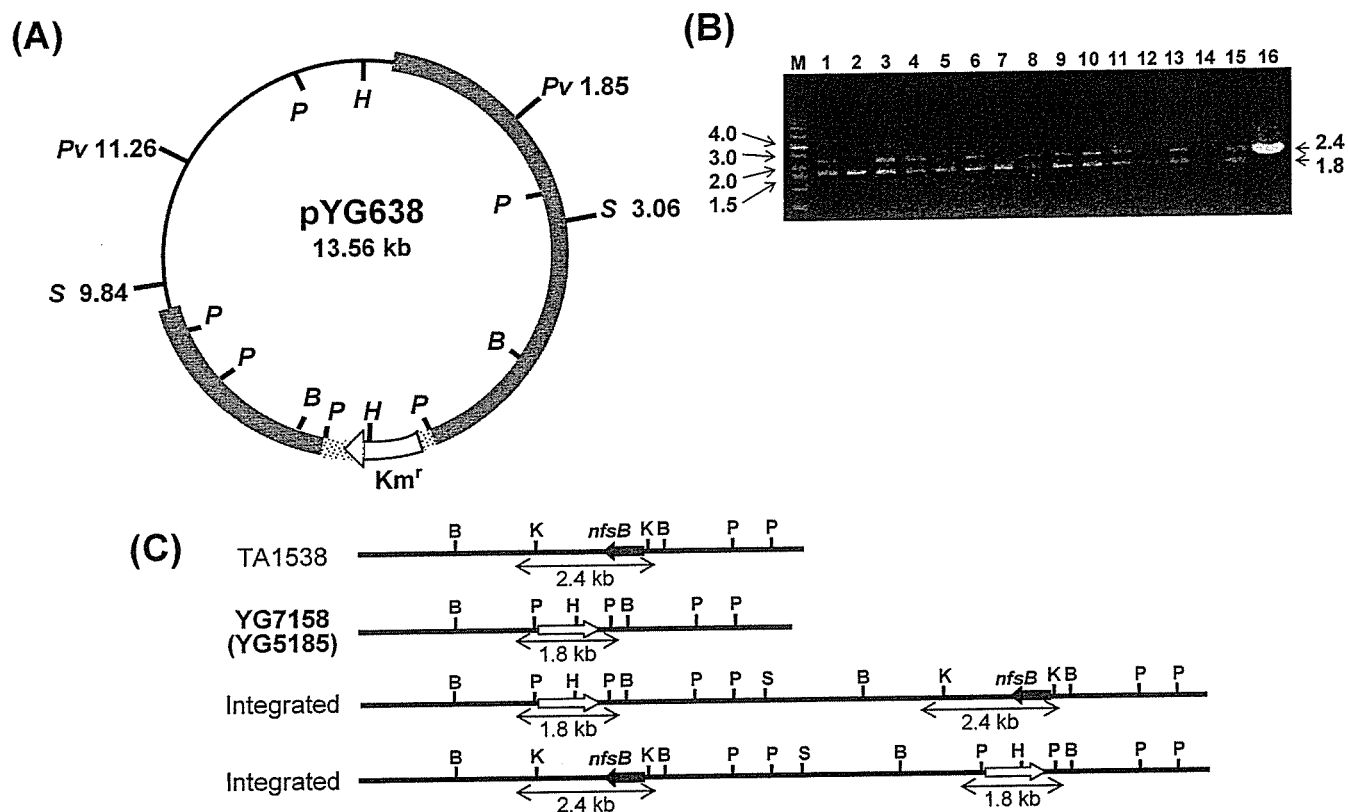 (A)
Pv 1.85
P
H
Pv 11.26
pYG638
13.56 kb
P
S 3.06
S 9.84
P
P
B
B
P
H
P
Kmr
(B)
M 1 2 3 4 5 6 7 8 9 10 11 12 13 14 15 16
4.0
3.0
2.0
1.5
2.4
1.8
(C)
TA1538
B K nfsB K B P P
2.4 kb
YG7158
(YG5185)
B P H P B P P
1.8 kb
Integrated
B P H P B P P S B K nfsB K B P P
1.8 kb 2.4 kb
Integrated
B K nfsB K B P P S B P H P B P P
2.4 kb 1.8 kb